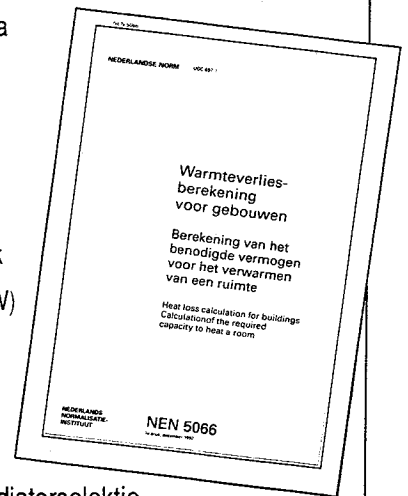 a
NEDERLANDSE NORM
Warmteverlies-
berekening
voor gebouwen
Berekening van het
benodigde vermogen
voor het verwarmen
van een ruimte
Heat loss calculation for buildings
Calculationof the required
capacity to heat a room
k
W)
NEDERLANDS
NORMALISATIE-
INSTITUUT
NEN 5066
diatorselektie